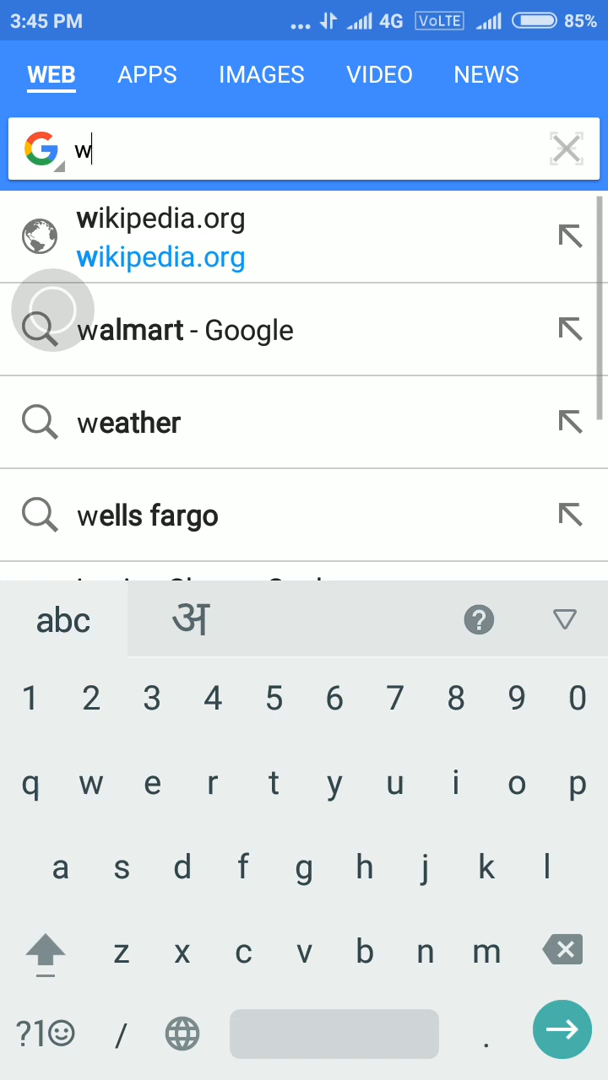 3:45 PM ... 4G VoLTE 85%
WEB APPS IMAGES VIDEO NEWS
w
wikipedia.org
wikipedia.org
walmart - Google
weather
wells fargo
abc अ ?
1 2 3 4 5 6 7 8 9 0
q w e r t y u i o p
a s d f g h j k l
z x c v b n m
?1☺ / .